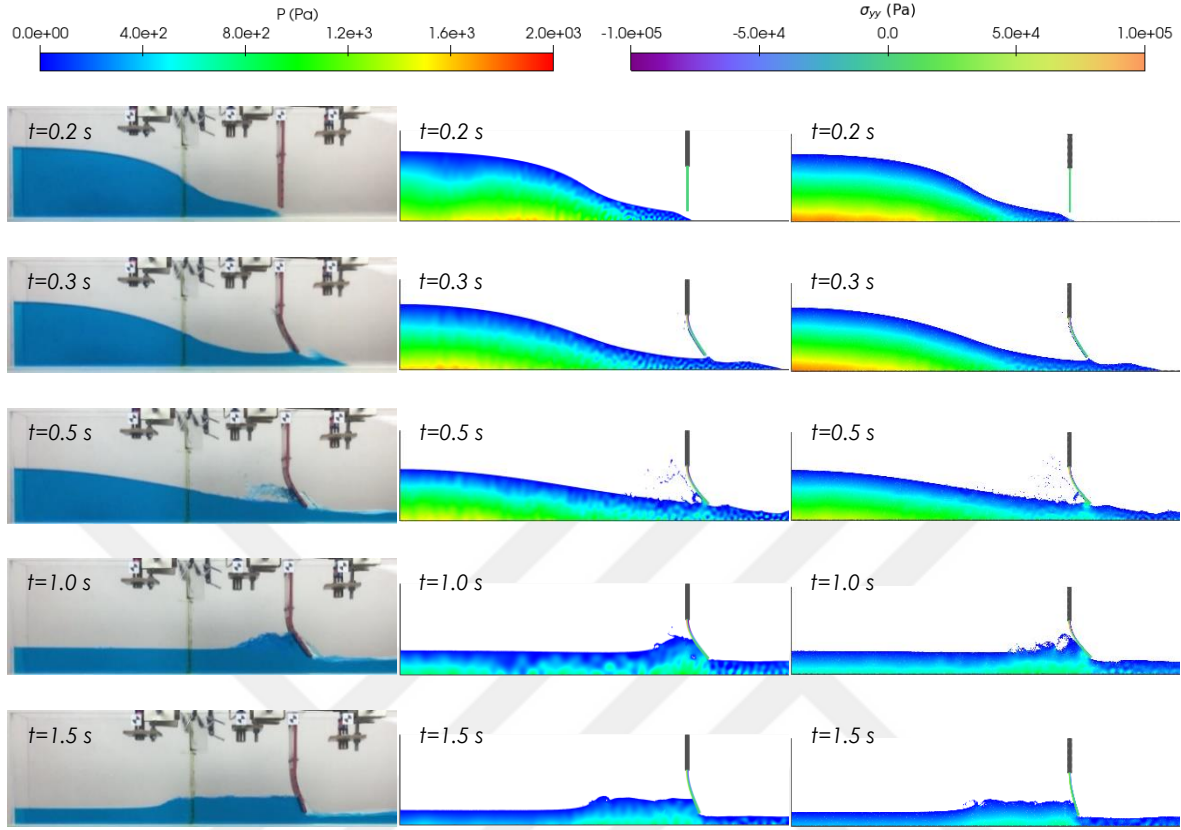 P (Pa)
0.0e+00 4.0e+2 8.0e+2 1.2e+3 1.6e+3 2.0e+03
σyy (Pa)
-1.0e+05 -5.0e+4 0.0 5.0e+4 1.0e+05
t=0.2 s t=0.2 s t=0.2 s
t=0.3 s t=0.3 s t=0.3 s
t=0.5 s t=0.5 s t=0.5 s
t=1.0 s t=1.0 s t=1.0 s
t=1.5 s t=1.5 s t=1.5 s